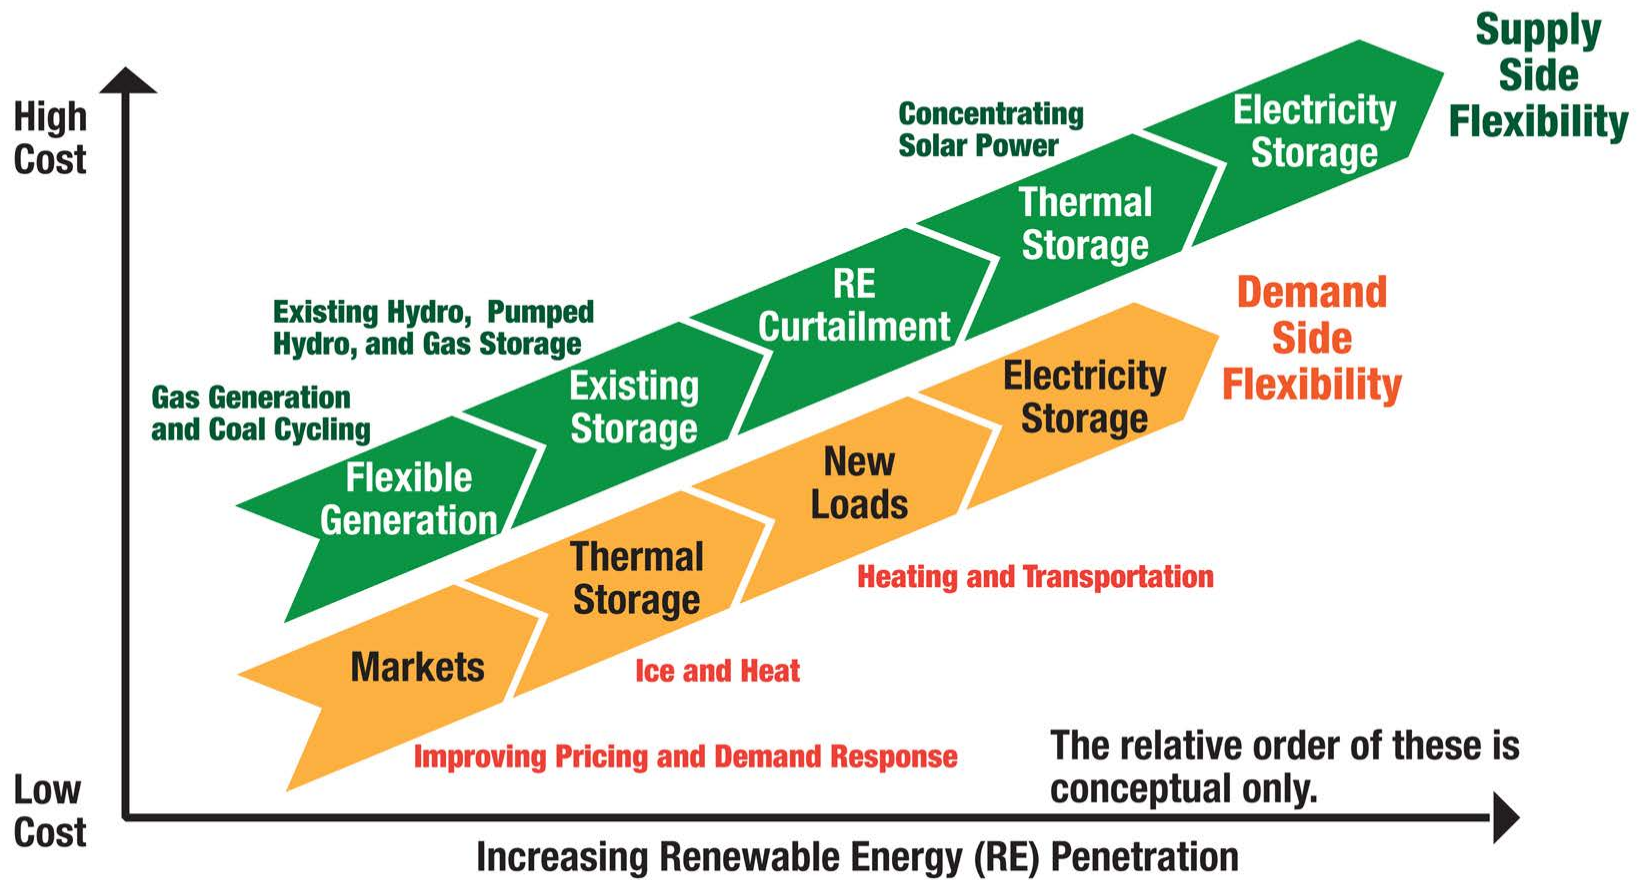 Supply
Side
Flexibility
High
Cost
Concentrating
Solar Power
Electricity
Storage
Thermal
Storage
RE
Curtailment
Existing Hydro,  Pumped
Hydro, and Gas Storage
Existing
Storage
Gas Generation
and Coal Cycling
Flexible
Generation
Demand
Side
Flexibility
Electricity
Storage
New
Loads
Heating and Transportation
Thermal
Storage
Ice and Heat
Markets
Improving Pricing and Demand Response
The relative order of these is
conceptual only.
Low
Cost
Increasing Renewable Energy (RE) Penetration